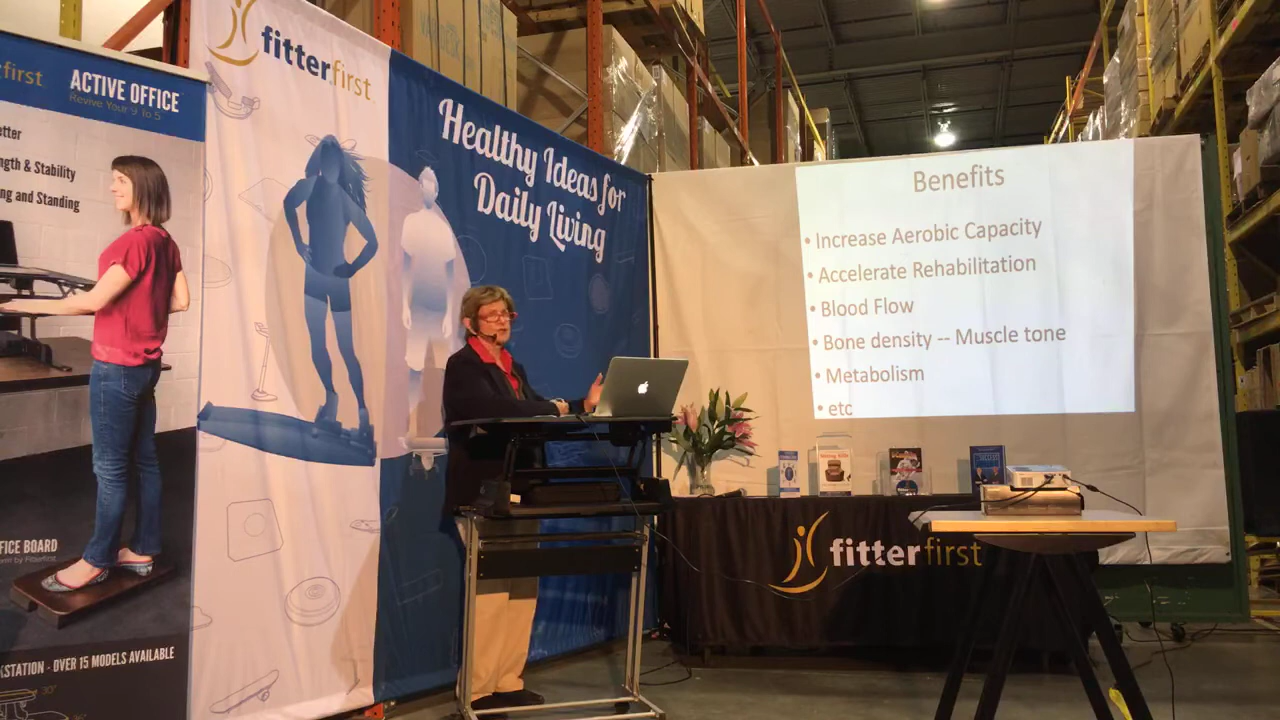 first
ACTIVE OFFICE
Revive Your 9 to 5
etter
ngth & Stability
ng and Standing
FICE BOARD
STATION - OVER 15 MODELS AVAILABLE
30°
fitterfirst
Healthy Ideas for
Daily Living
Benefits
• Increase Aerobic Capacity
• Accelerate Rehabilitation
• Blood Flow
• Bone density -- Muscle tone
• Metabolism
• etc
fitterfirst